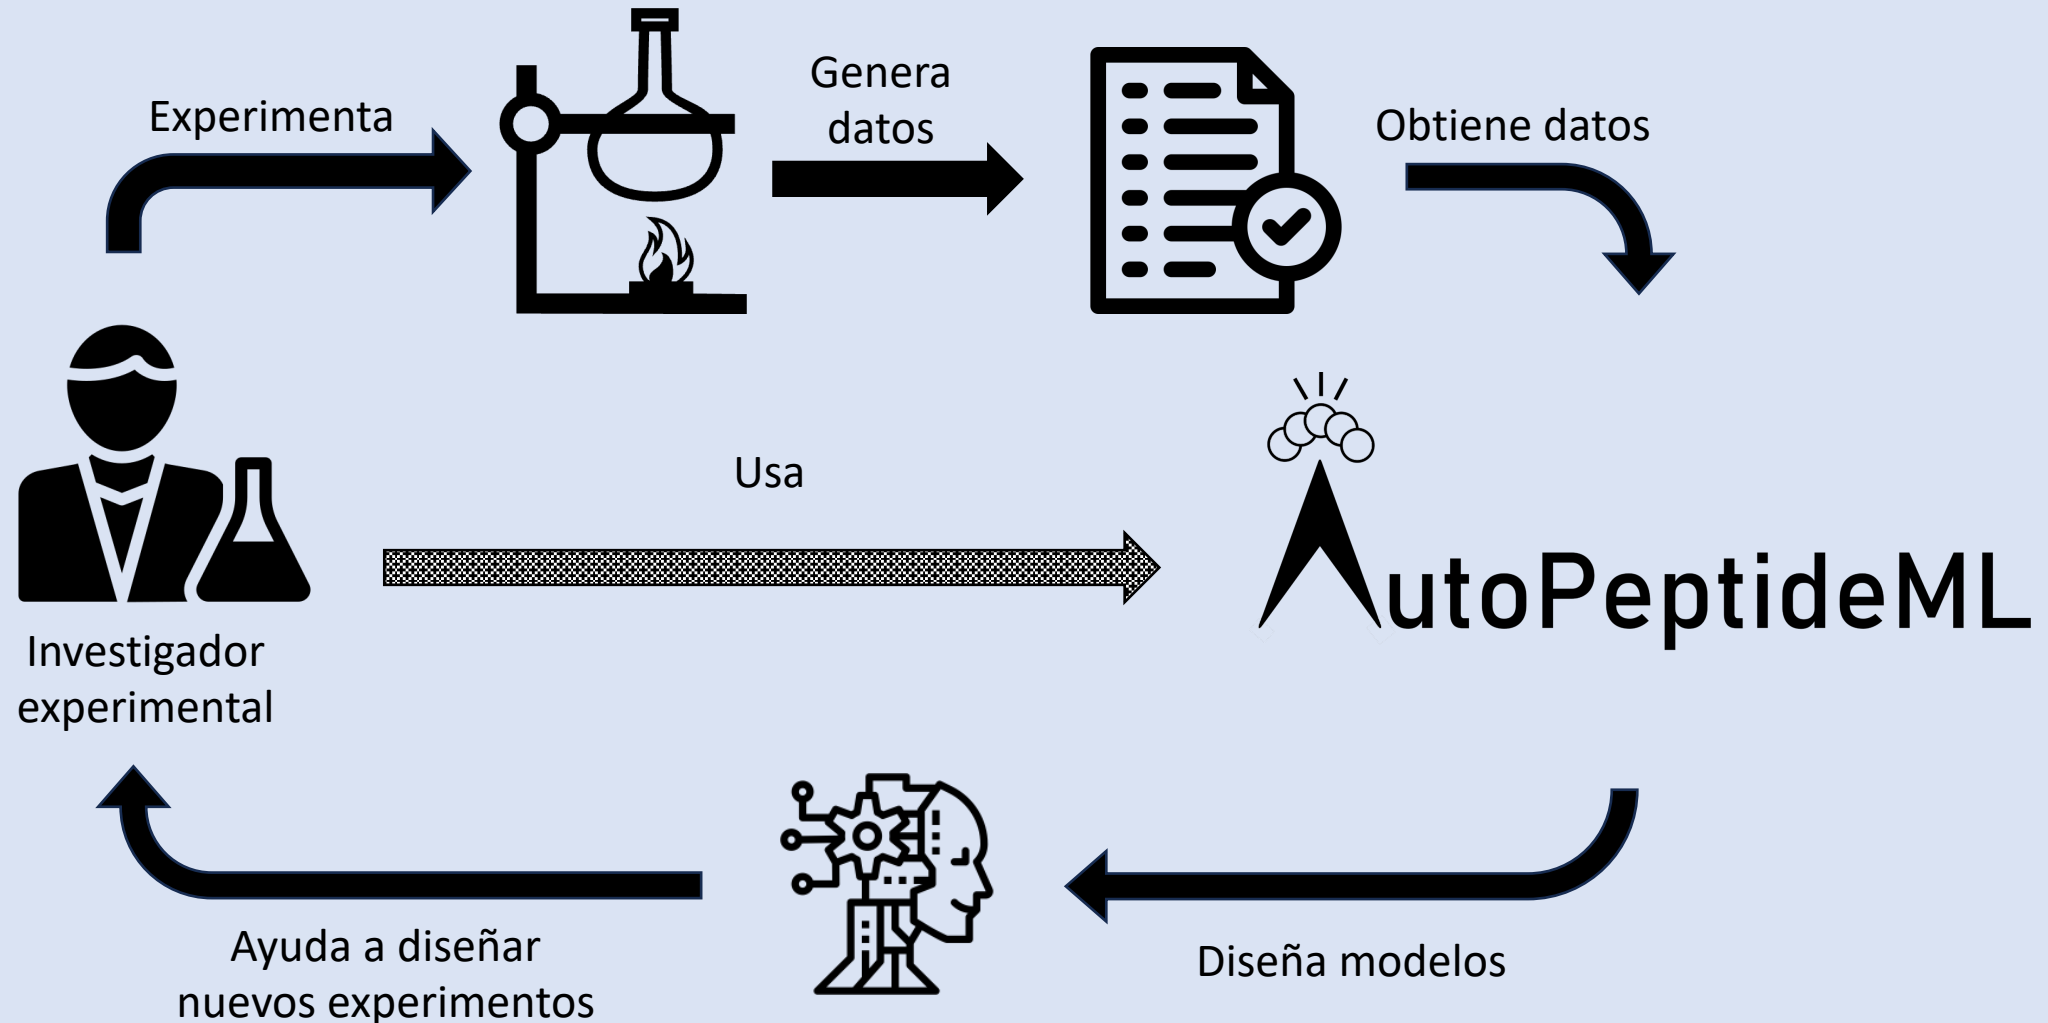 Experimenta
Genera
datos
Obtiene datos
Usa
AutoPeptideML
Investigador
experimental
Ayuda a diseñar
nuevos experimentos
Diseña modelos